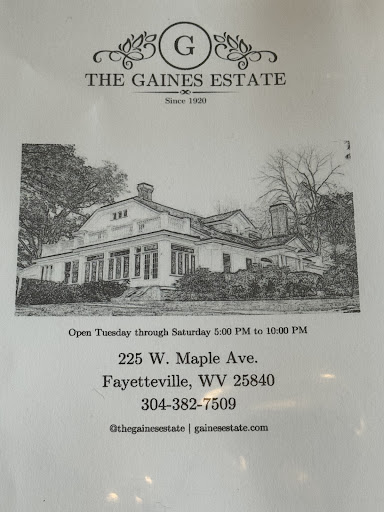 G
THE GAINES ESTATE
Since 1920
Open Tuesday through Saturday 5:00 PM to 10:00 PM
225 W. Maple Ave.
Fayetteville, WV 25840
304-382-7509
@thegainesestate | gainesestate.com